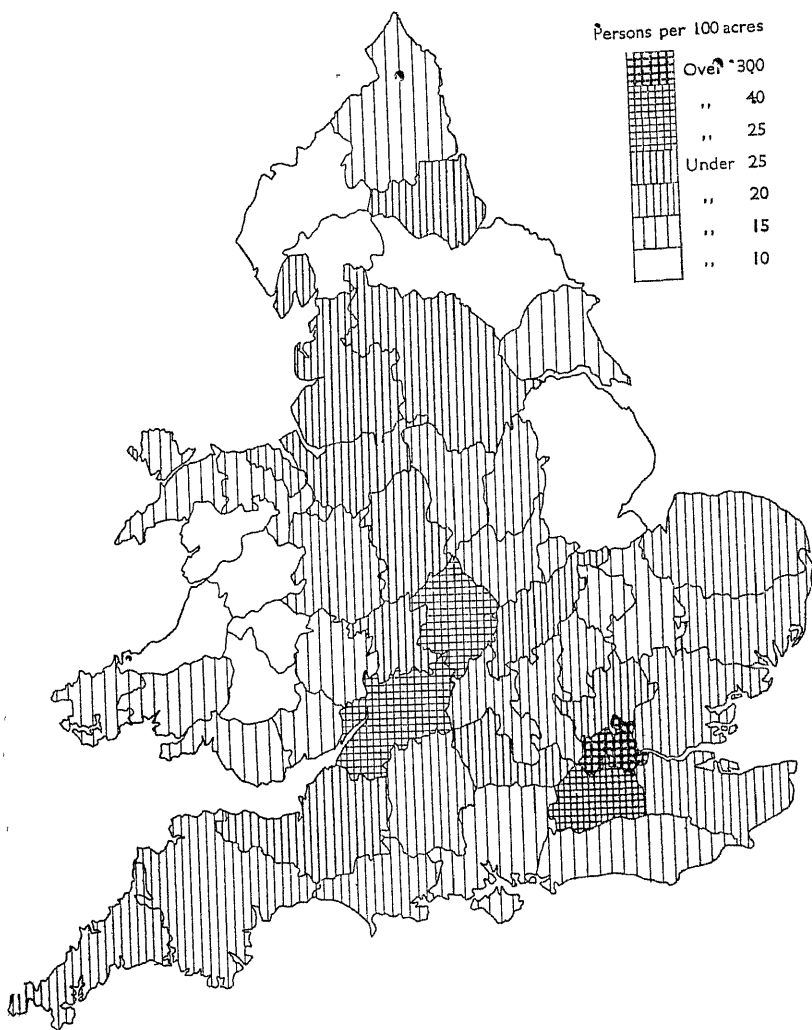 Persons per 100 acres
Over 300
,, 40
,, 25
Under 25
,, 20
,, 15
,, 10